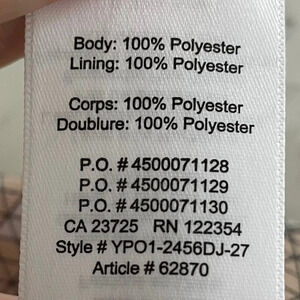 Body: 100% Polyester
Lining: 100% Polyester
Corps: 100% Polyester
Doublure: 100% Polyester
P.O. # 4500071128
P.O. # 4500071129
P.O. # 4500071130
CA 23725 RN 122354
Style # YPO1-2456DJ-27
Article # 62870